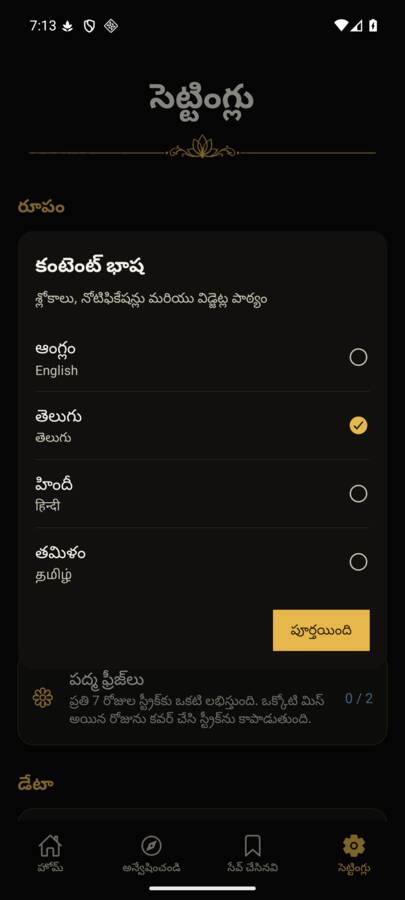 7:13
సెట్టింగ్లు
రూపం
కంటెంట్ భాష
శ్లోకాలు, నోటిఫికేషన్లు మరియు విడ్జెట్ల పాఠ్యం
ఆంగ్లం
English
తెలుగు
తెలుగు
హిందీ
हिन्दी
తమిళం
தமிழ்
పూర్తయింది
పద్మ ఫ్రీజ్‌లు
ప్రతి 7 రోజుల స్ట్రీక్‌కు ఒకటి లభిస్తుంది. ఒక్కోటి మిస్
అయిన రోజును కవర్ చేసి స్ట్రీక్‌ను కాపాడుతుంది.
0 / 2
డేటా
హోమ్
అన్వేషించండి
సేవ్ చేసినవి
సెట్టింగ్లు